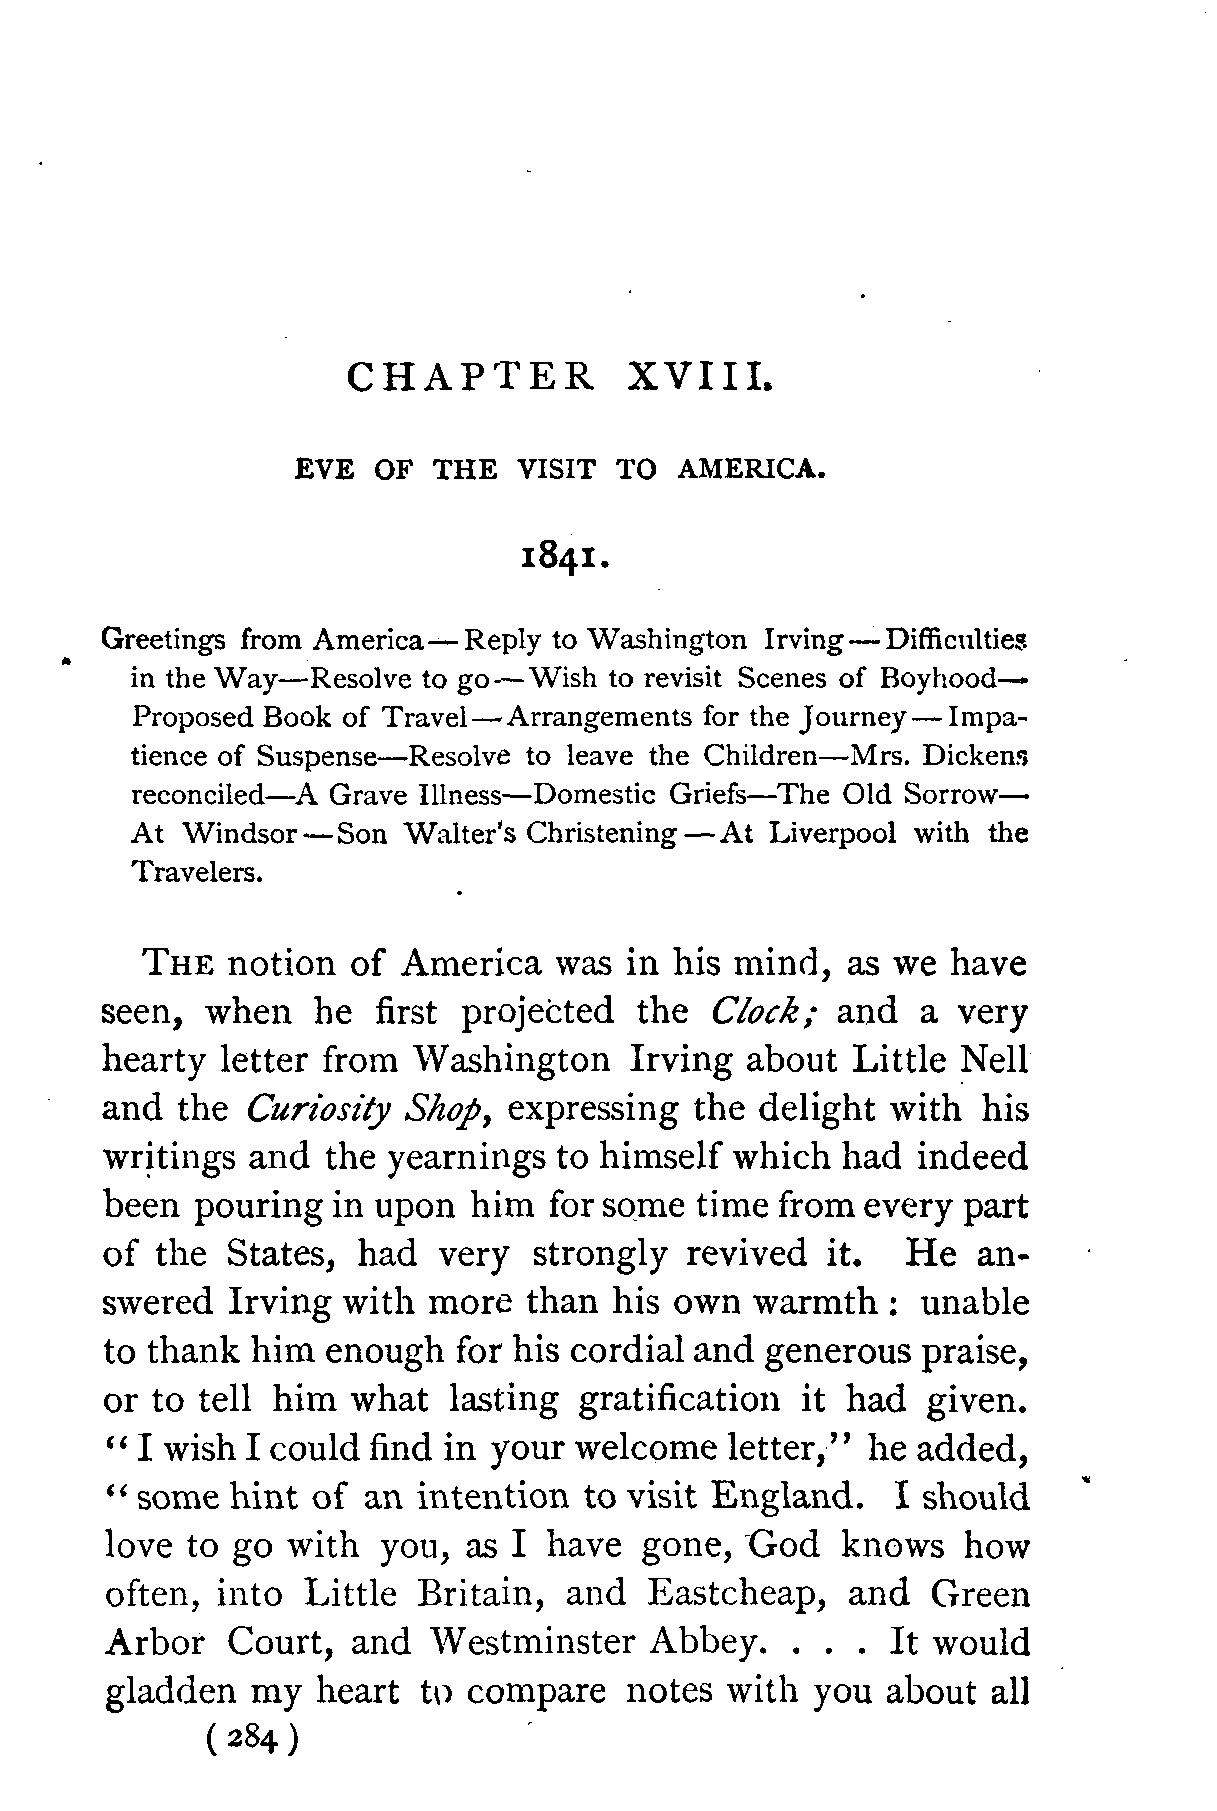 CHAPTER XVIII.
EVE OF THE VISIT TO AMERICA.
1841.
Greetings from America—Reply to Washington Irving—Difficulties
in the Way—Resolve to go—Wish to revisit Scenes of Boyhood—
Proposed Book of Travel—Arrangements for the Journey—Impa-
tience of Suspense—Resolve to leave the Children—Mrs. Dickens
reconciled—A Grave Illness—Domestic Griefs—The Old Sorrow—
At Windsor—Son Walter's Christening—At Liverpool with the
Travelers.
THE notion of America was in his mind, as we have
seen, when he first projected the Clock; and a very
hearty letter from Washington Irving about Little Nell
and the Curiosity Shop, expressing the delight with his
writings and the yearnings to himself which had indeed
been pouring in upon him for some time from every part
of the States, had very strongly revived it. He an-
swered Irving with more than his own warmth: unable
to thank him enough for his cordial and generous praise,
or to tell him what lasting gratification it had given.
"I wish I could find in your welcome letter," he added,
"some hint of an intention to visit England. I should
love to go with you, as I have gone, God knows how
often, into Little Britain, and Eastcheap, and Green
Arbor Court, and Westminster Abbey. . . . It would
gladden my heart to compare notes with you about all
(284)